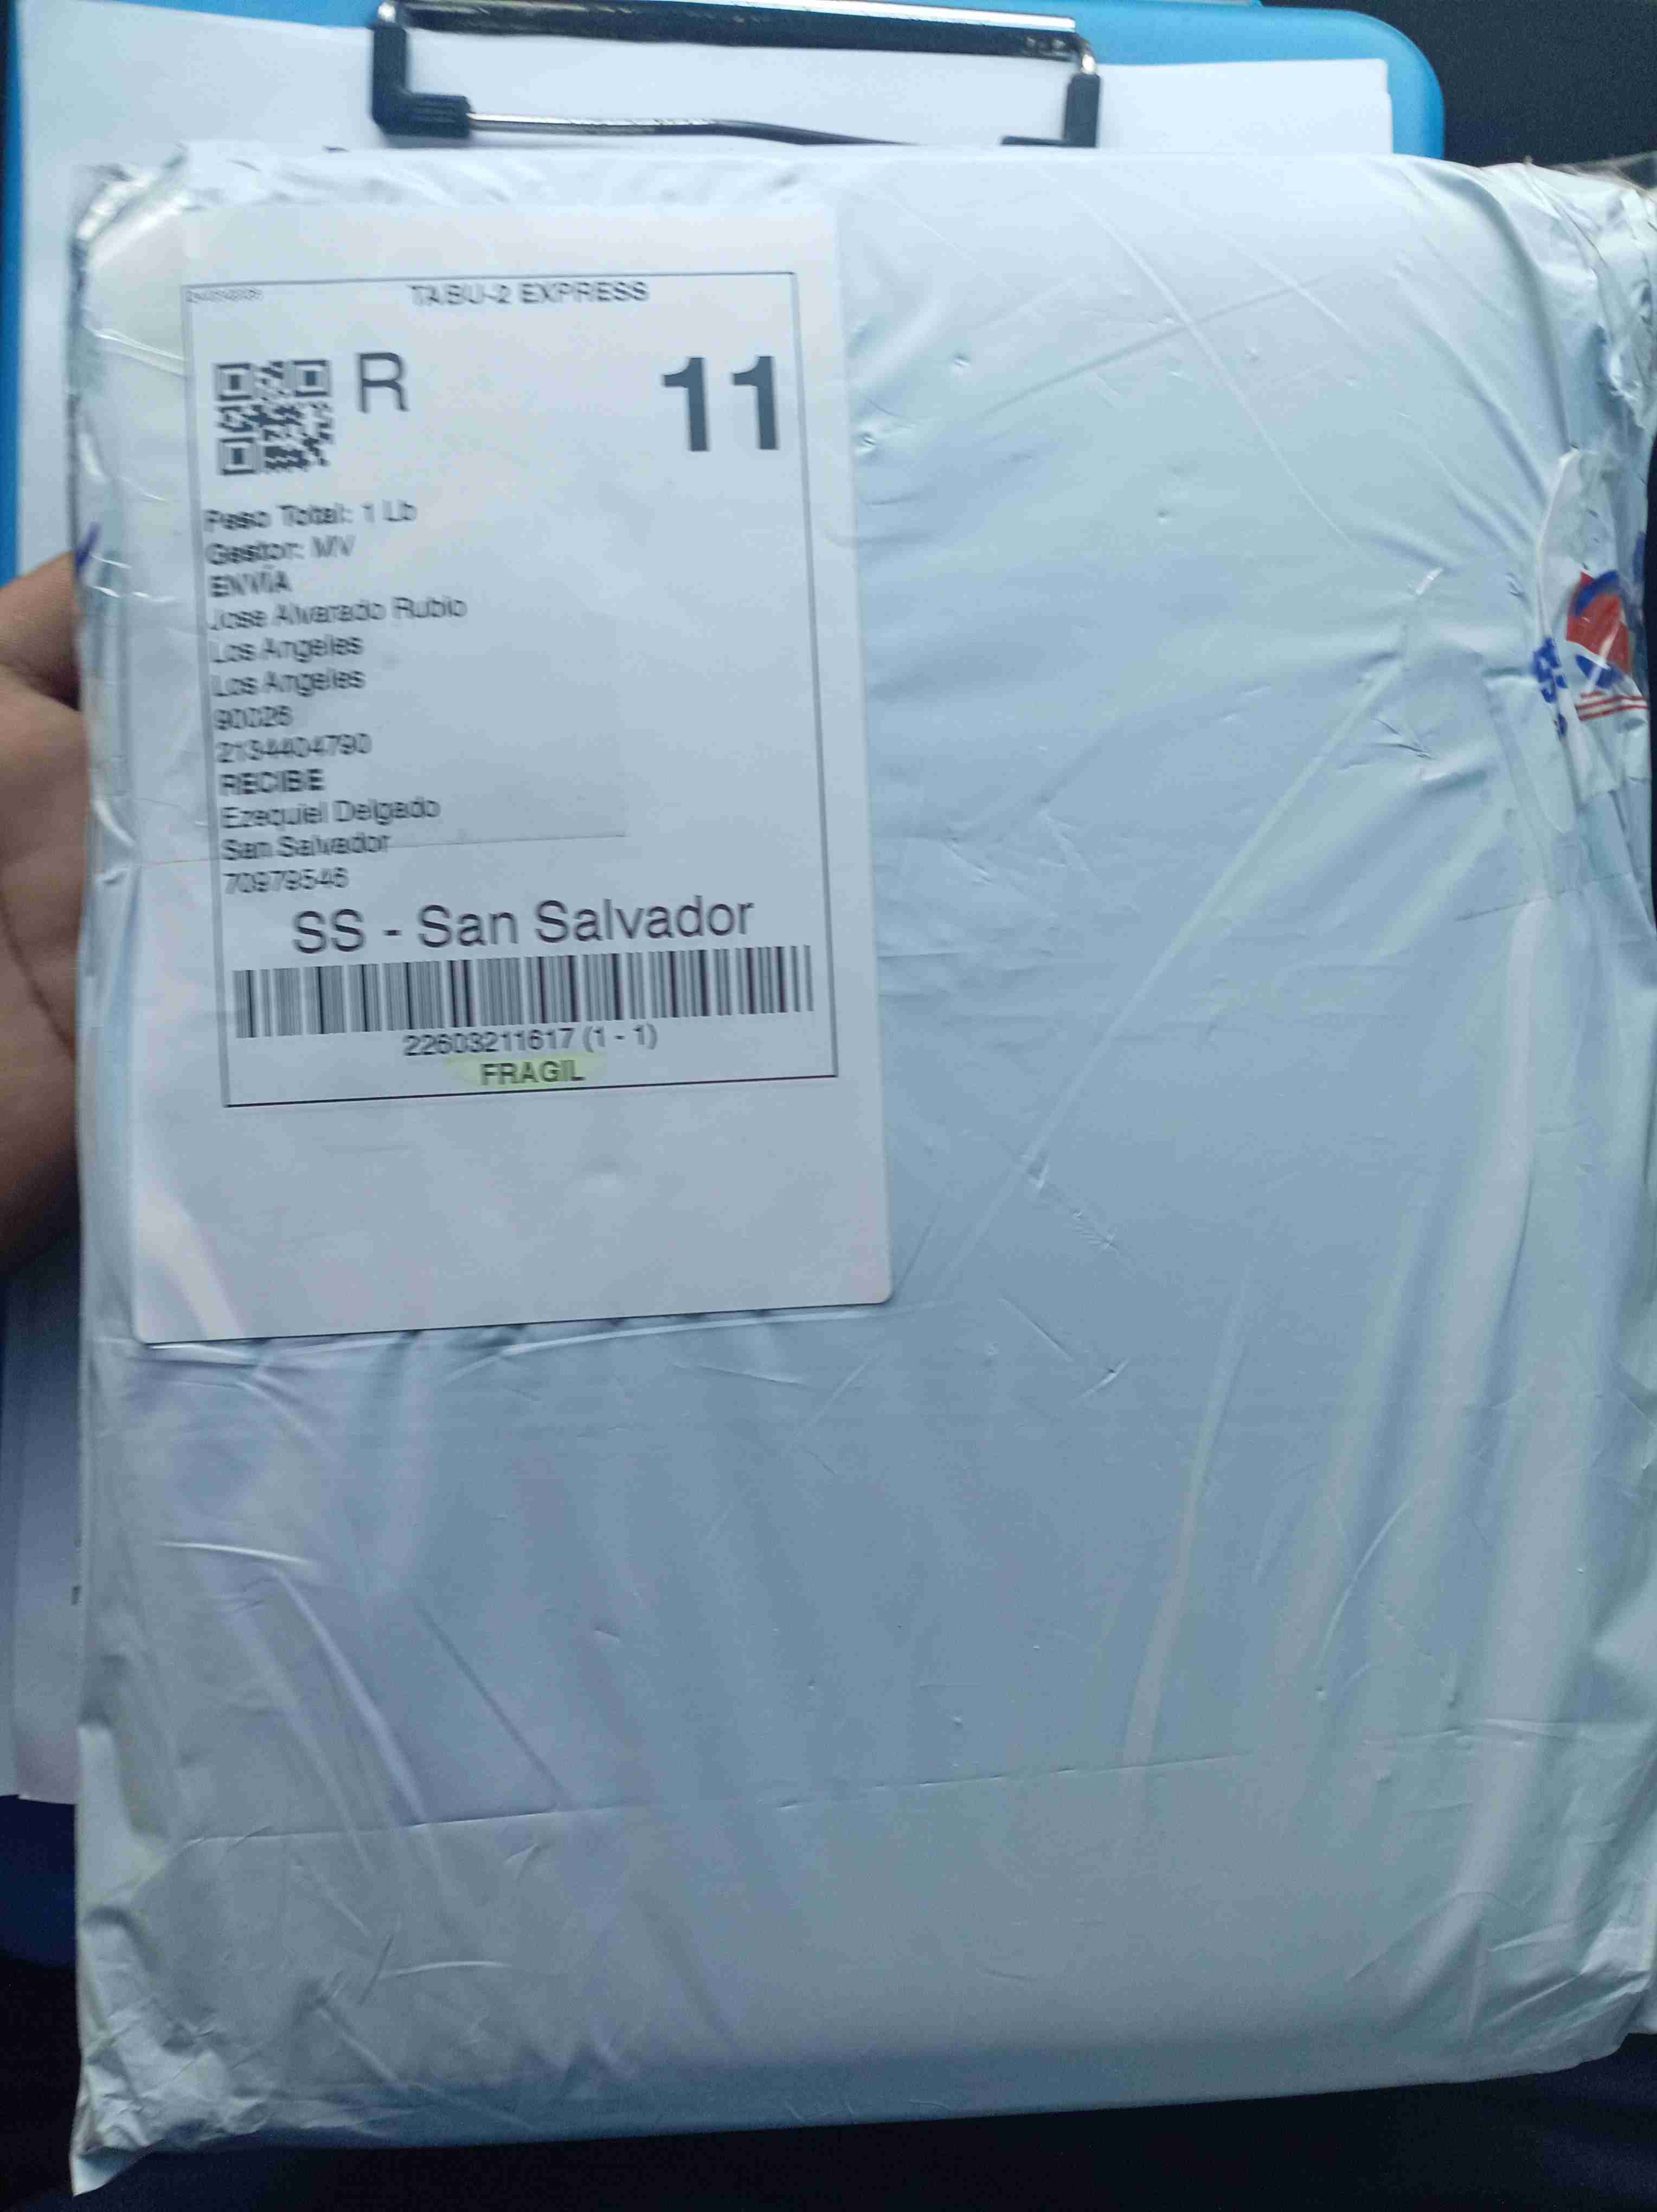 TABU-2 EXPRESS
R
11
Peso Total: 1 Lb
Gestor: MV
ENVÍA
Jose Alvarado Rubio
Los Angeles
Los Angeles
90026
2134404790
RECIBE
Ezequiel Delgado
San Salvador
70979546
SS - San Salvador
22603211617 (1 - 1)
FRAGIL